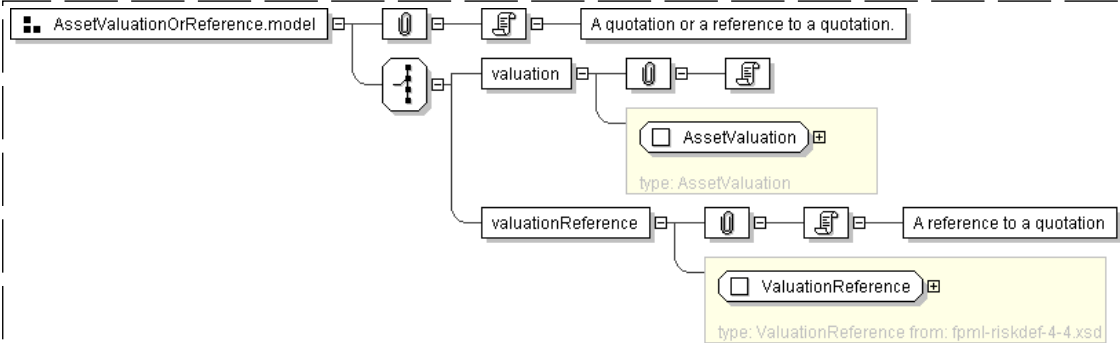 AssetValuationOrReference.model
A quotation or a reference to a quotation.
valuation
AssetValuation
type: AssetValuation
valuationReference
A reference to a quotation
ValuationReference
type: ValuationReference from: fpml-riskdef-4-4.xsd